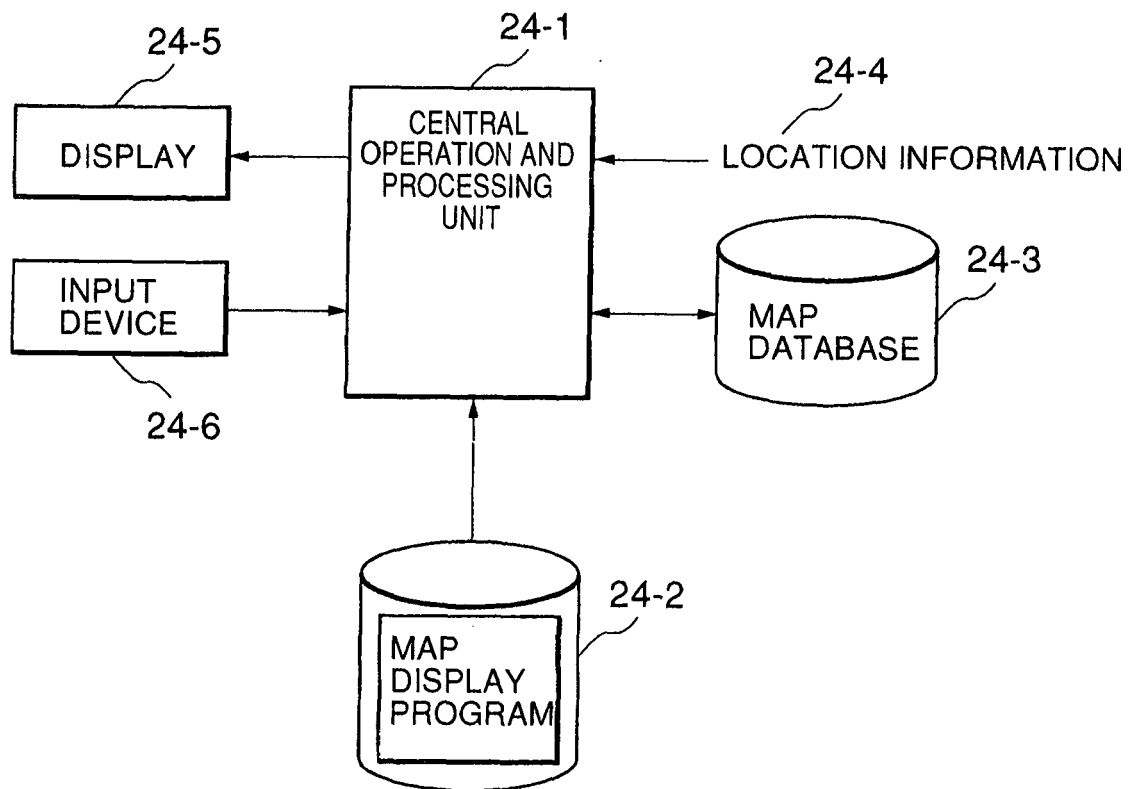 24-5
24-1
24-4
DISPLAY
CENTRAL
OPERATION AND
PROCESSING
UNIT
LOCATION INFORMATION
INPUT
DEVICE
24-3
MAP
DATABASE
24-6
24-2
MAP
DISPLAY
PROGRAM